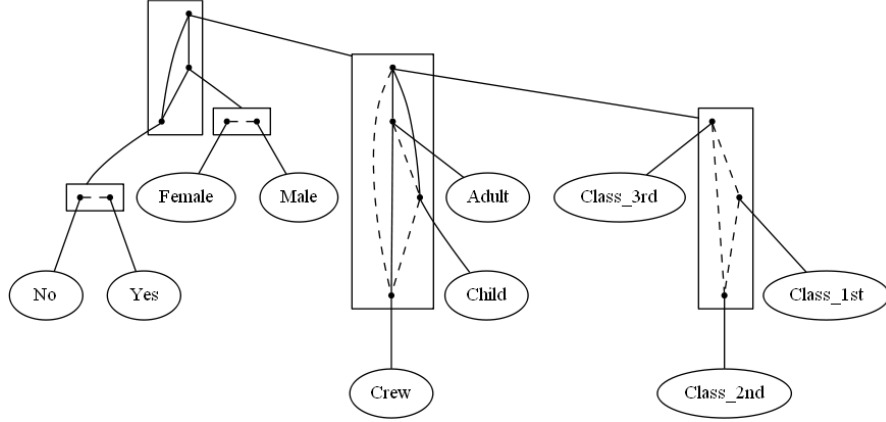 Female
Male
Adult
Class_3rd
No
Yes
Child
Class_1st
Crew
Class_2nd